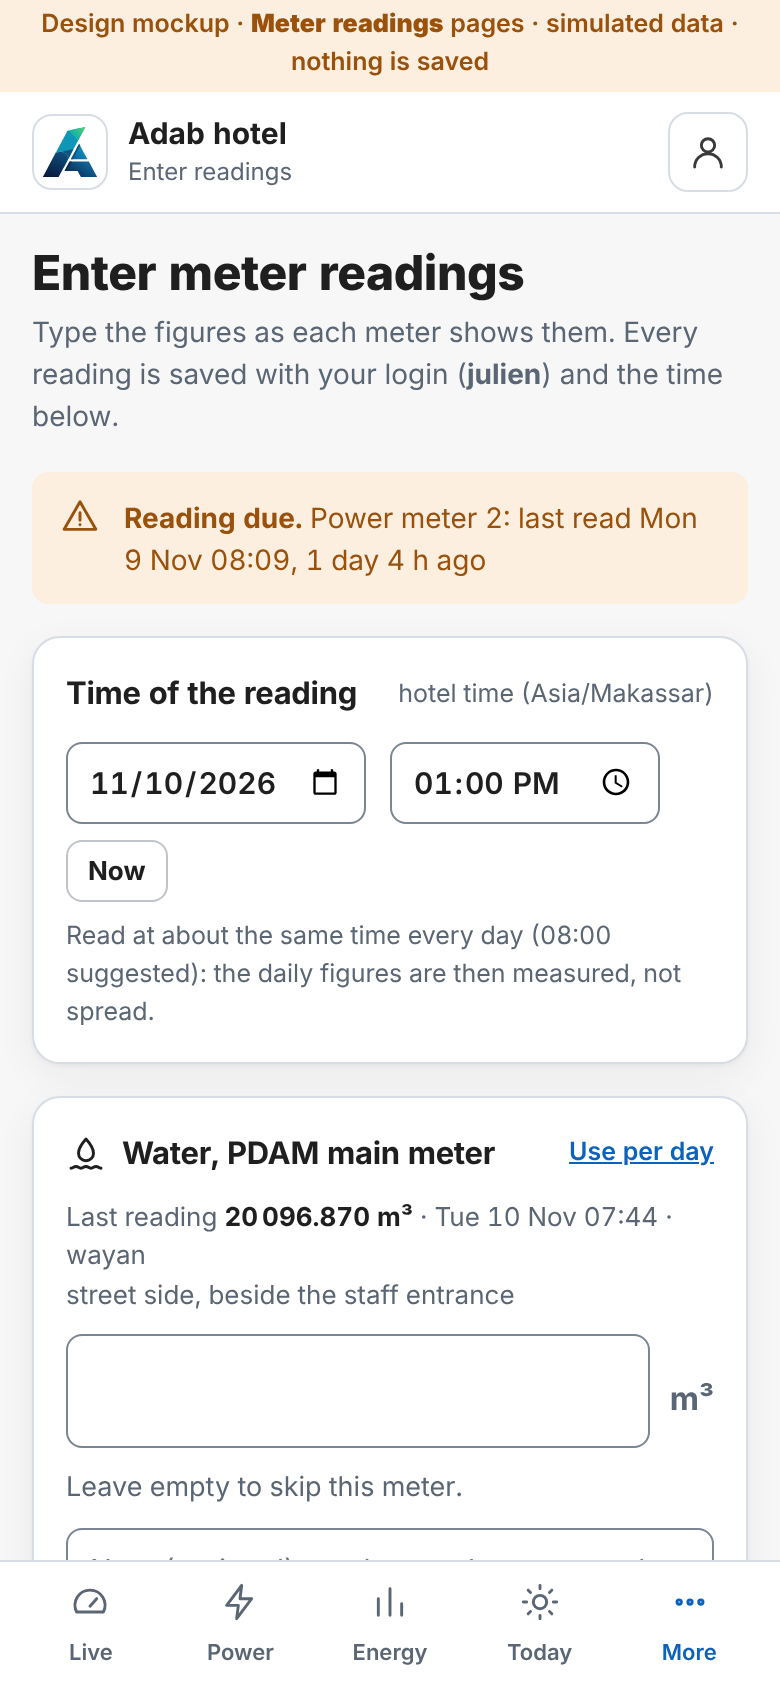 Design mockup · Meter readings pages · simulated data ·
nothing is saved
Adab hotel
Enter readings
Enter meter readings
Type the figures as each meter shows them. Every
reading is saved with your login (julien) and the time
below.
Reading due. Power meter 2: last read Mon
9 Nov 08:09, 1 day 4 h ago
Time of the reading hotel time (Asia/Makassar)
11/10/2026 01:00 PM
Now
Read at about the same time every day (08:00
suggested): the daily figures are then measured, not
spread.
Water, PDAM main meter Use per day
Last reading 20 096.870 m³ · Tue 10 Nov 07:44 ·
wayan
street side, beside the staff entrance
m³
Leave empty to skip this meter.
Live Power Energy Today More